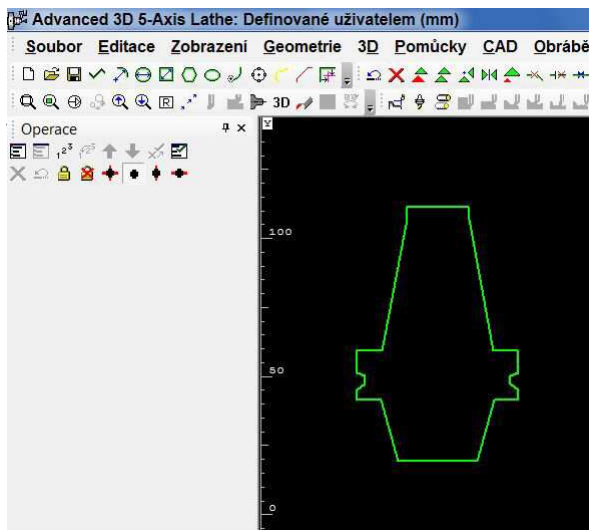 Advanced 3D 5-Axis Lathe: Definované uživatelem (mm)
Soubor Editace Zobrazení Geometrie 3D Pomůcky CAD Obrábě
R 3D
Operace
100
50
0